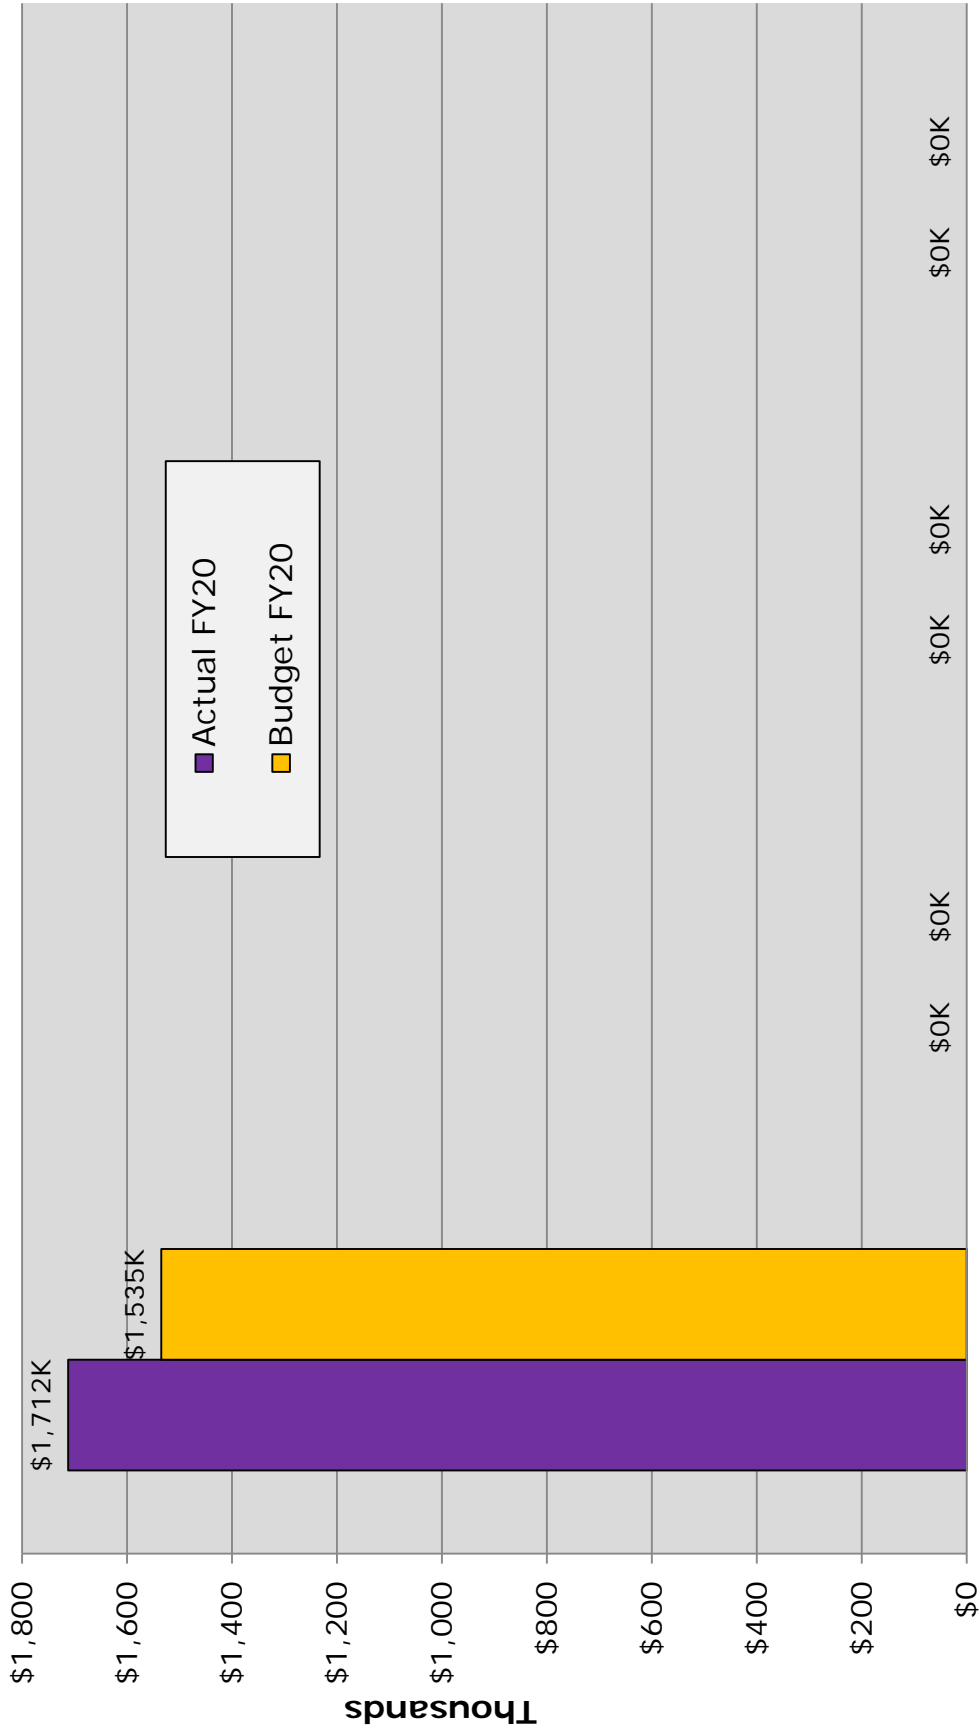 $1,800
$1,600
$1,400
$1,200
$1,000
$800
$600
$400
$200
$0
Thousands
$1,712K
$1,535K
$0K
$0K
$0K
$0K
$0K
$0K
Actual FY20
Budget FY20